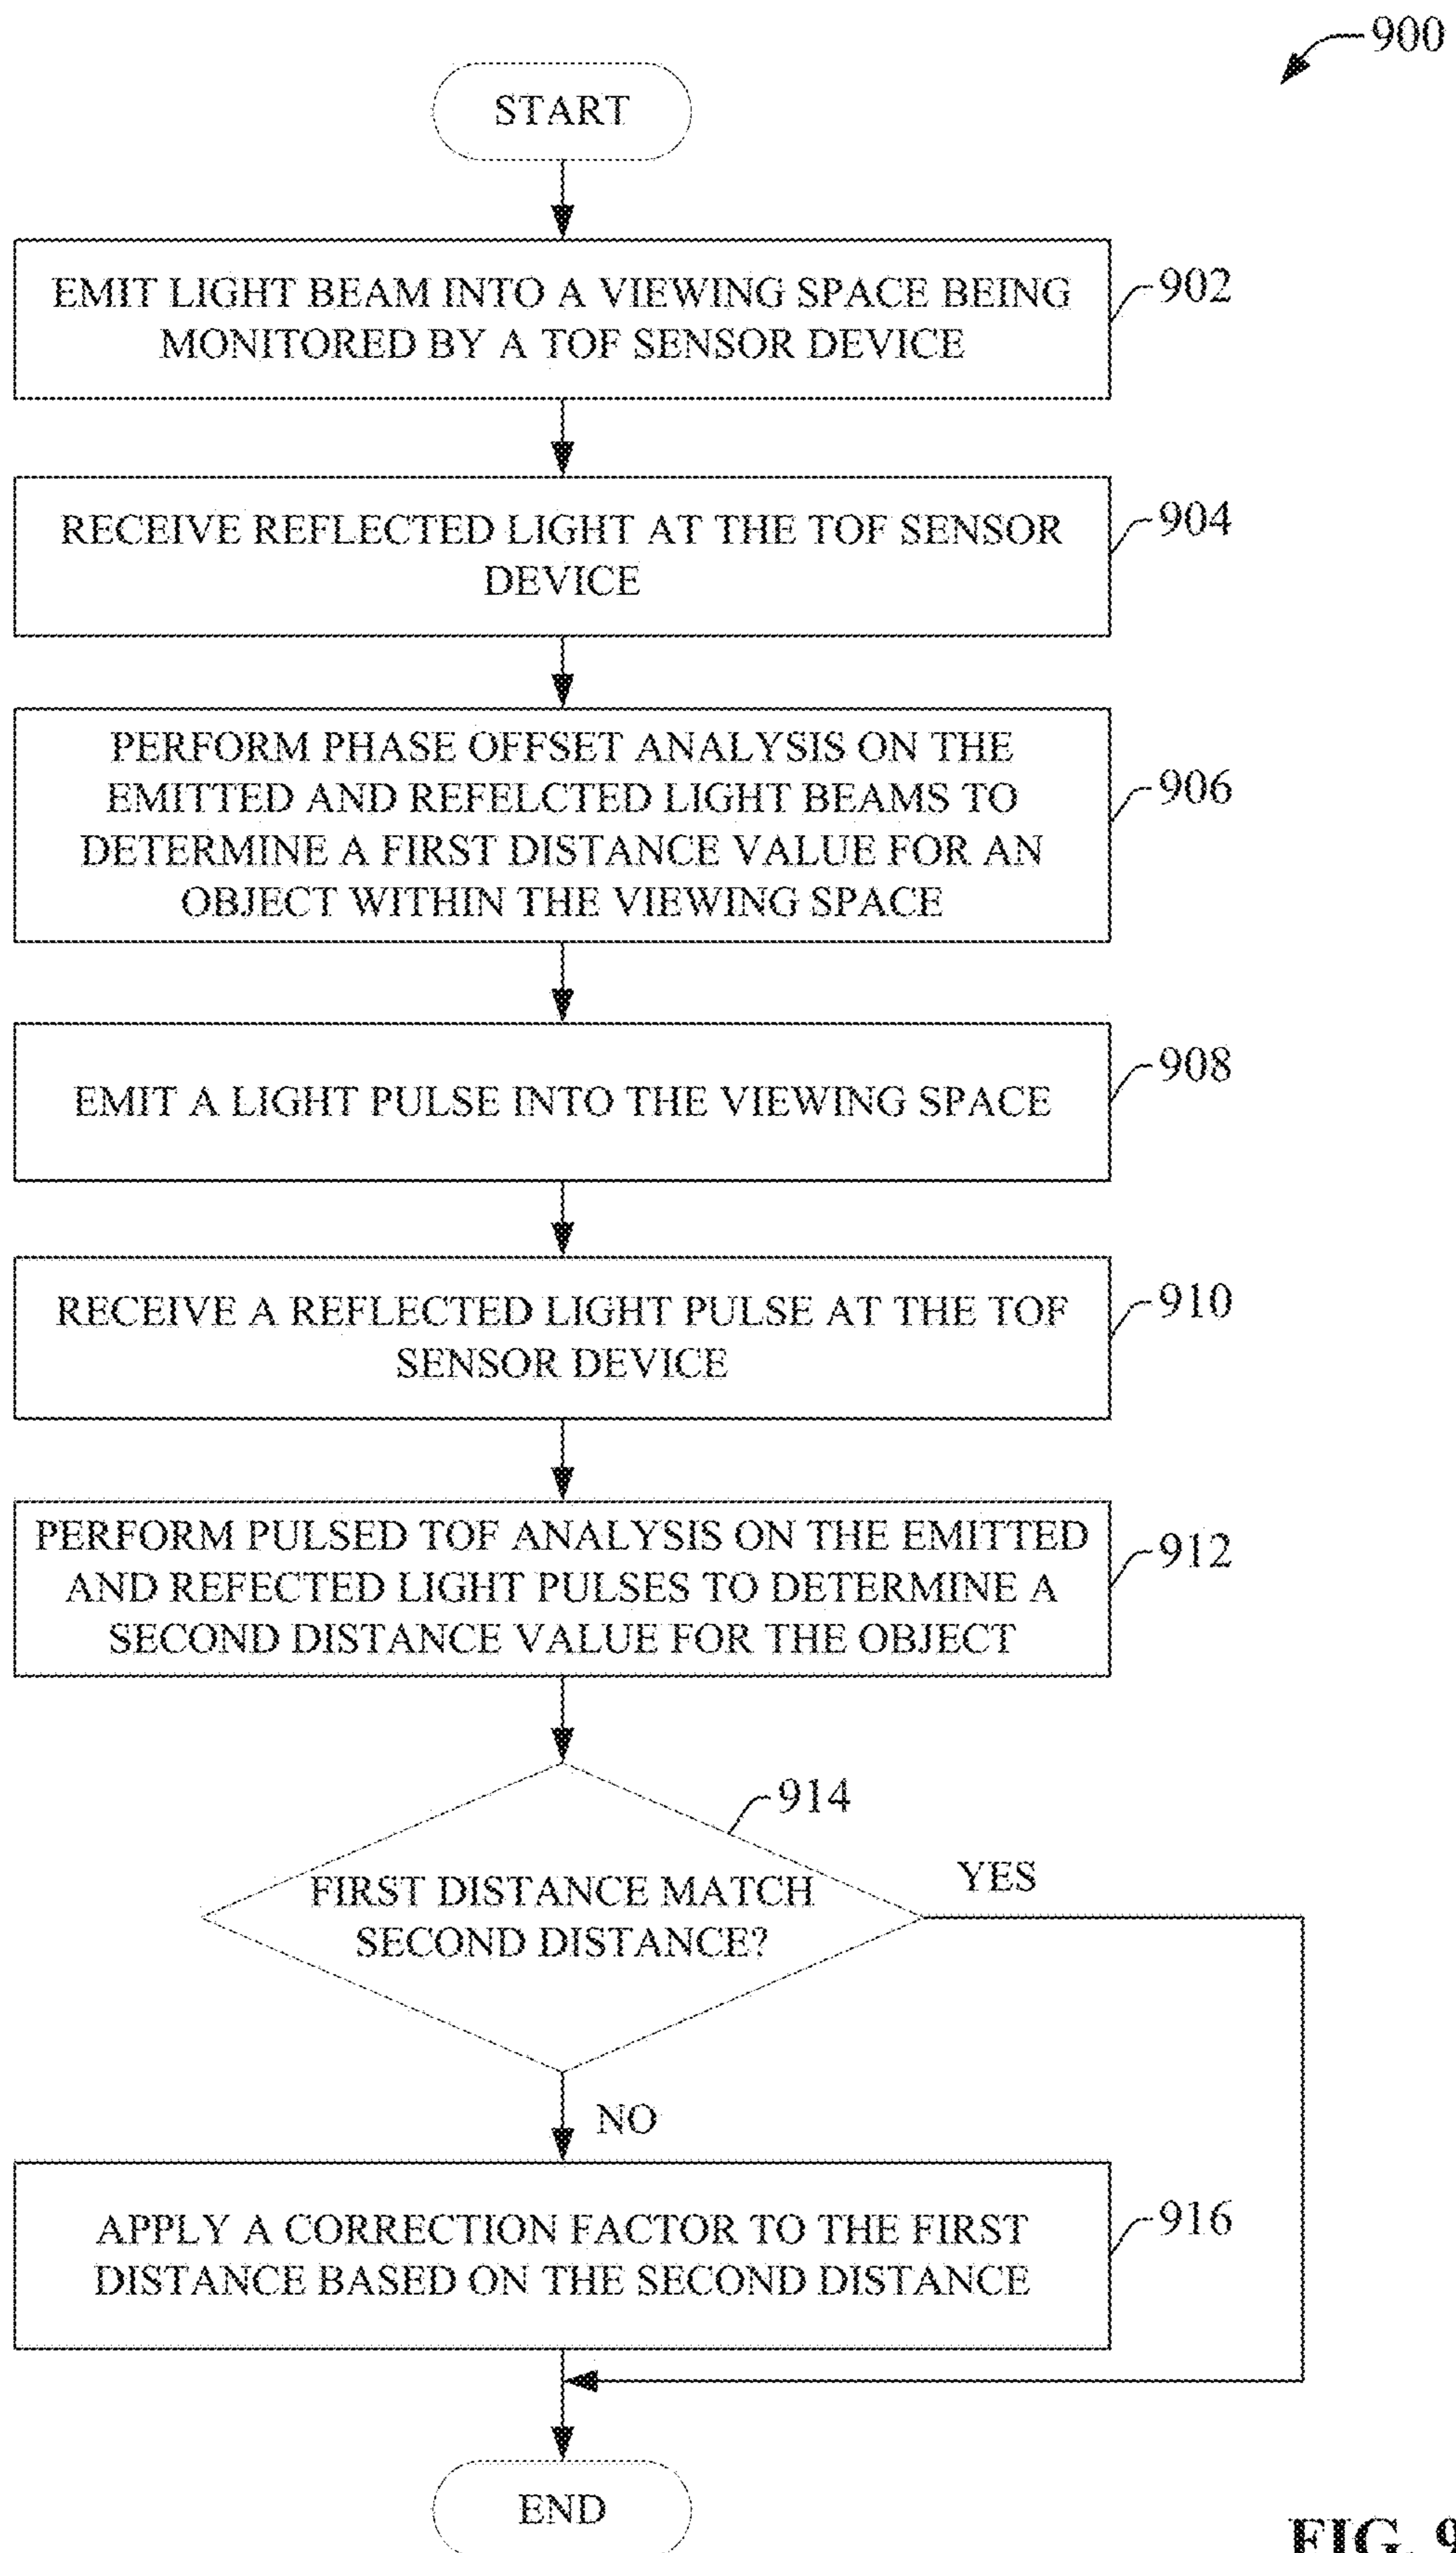 900
START
EMIT LIGHT BEAM INTO A VIEWING SPACE BEING
MONITORED BY A TOF SENSOR DEVICE
902
RECEIVE REFLECTED LIGHT AT THE TOF SENSOR
DEVICE
904
PERFORM PHASE OFFSET ANALYSIS ON THE
EMITTED AND REFELCTED LIGHT BEAMS TO
DETERMINE A FIRST DISTANCE VALUE FOR AN
OBJECT WITHIN THE VIEWING SPACE
906
EMIT A LIGHT PULSE INTO THE VIEWING SPACE
908
RECEIVE A REFLECTED LIGHT PULSE AT THE TOF
SENSOR DEVICE
910
PERFORM PULSED TOF ANALYSIS ON THE EMITTED
AND REFECTED LIGHT PULSES TO DETERMINE A
SECOND DISTANCE VALUE FOR THE OBJECT
912
914
FIRST DISTANCE MATCH
SECOND DISTANCE?
YES
NO
APPLY A CORRECTION FACTOR TO THE FIRST
DISTANCE BASED ON THE SECOND DISTANCE
916
END
FIG. 9